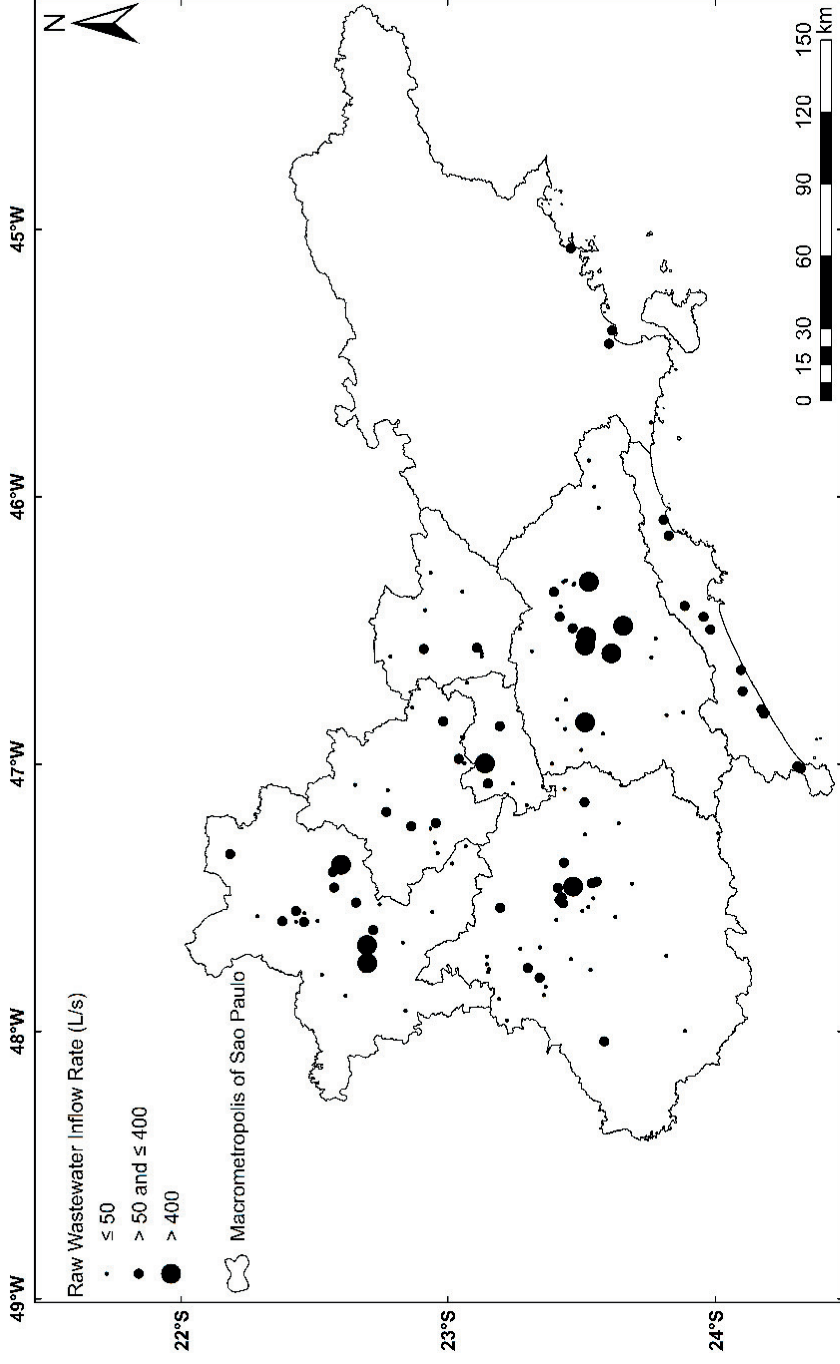 49°W
48°W
47°W
46°W
45°W
N
22°S
23°S
24°S
Raw Wastewater Inflow Rate (L/s)
≤ 50
> 50 and ≤ 400
> 400
Macrometropolis of Sao Paulo
0 15 30 60 90 120 150
km